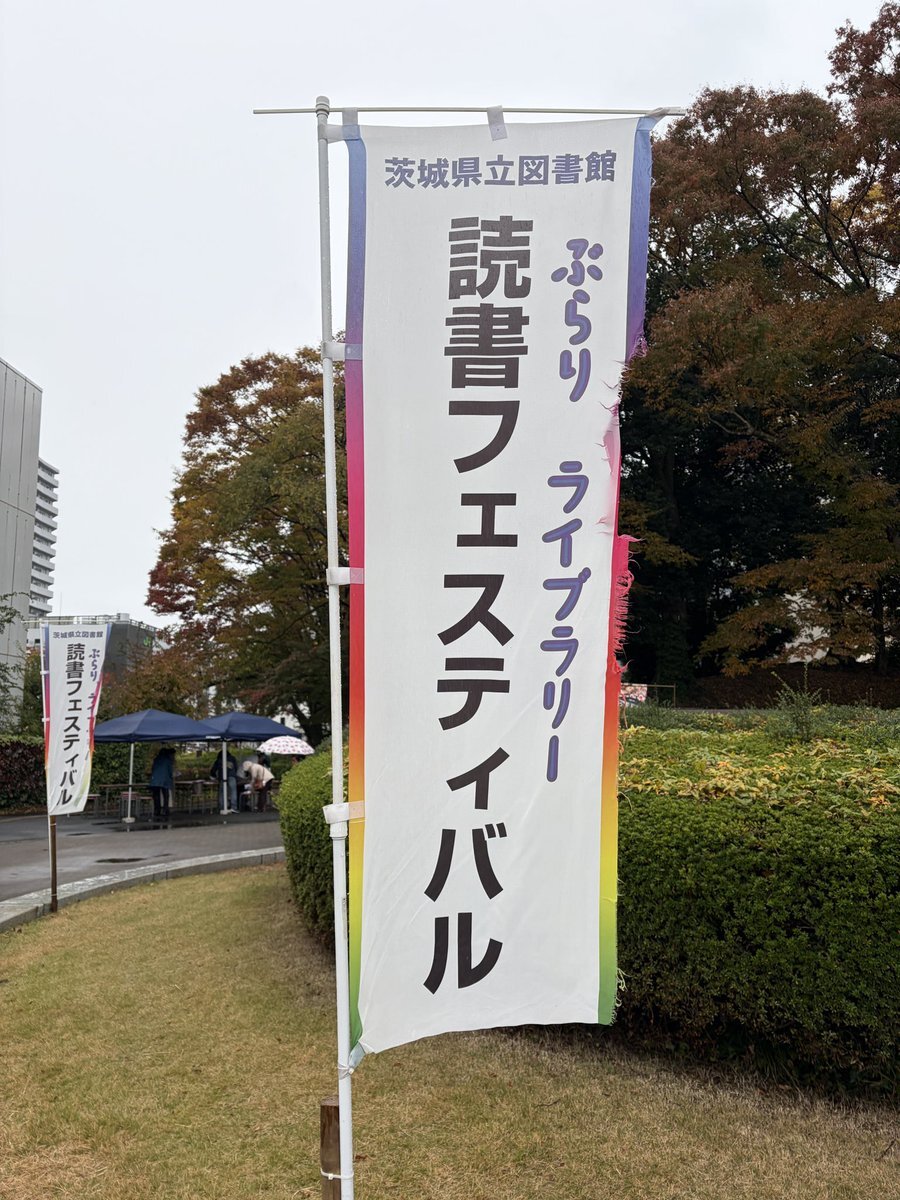 茨城県立図書館
ぶらり ライブラリー
読書フェスティバル
茨城県立図書館
ぶらり
読書フェスティバル